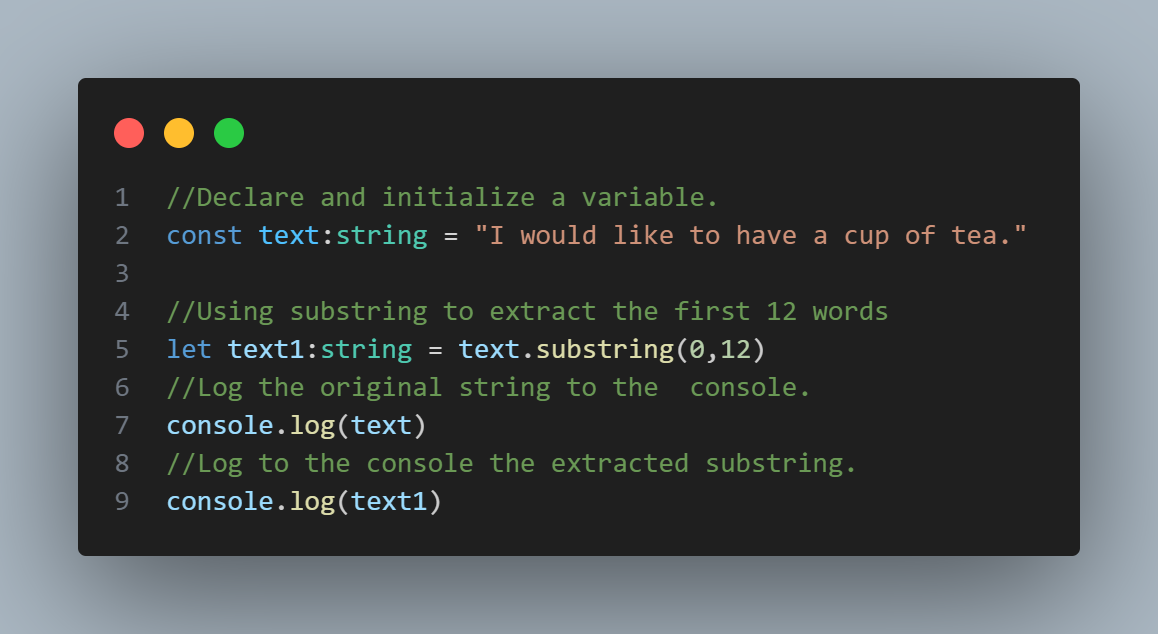 1 //Declare and initialize a variable.
2 const text:string = "I would like to have a cup of tea."
3
4 //Using substring to extract the first 12 words
5 let text1:string = text.substring(0,12)
6 //Log the original string to the  console.
7 console.log(text)
8 //Log to the console the extracted substring.
9 console.log(text1)